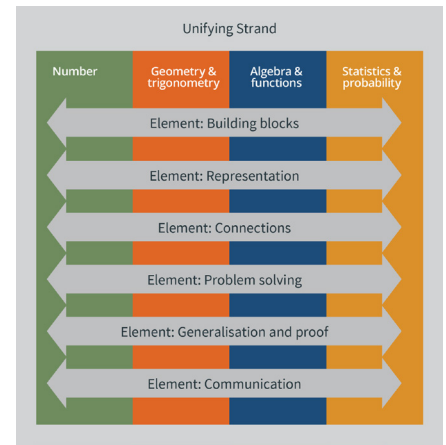 Unifying Strand
Number
Geometry &
trigonometry
Algebra &
functions
Statistics &
probability
Element: Building blocks
Element: Representation
Element: Connections
Element: Problem solving
Element: Generalisation and proof
Element: Communication